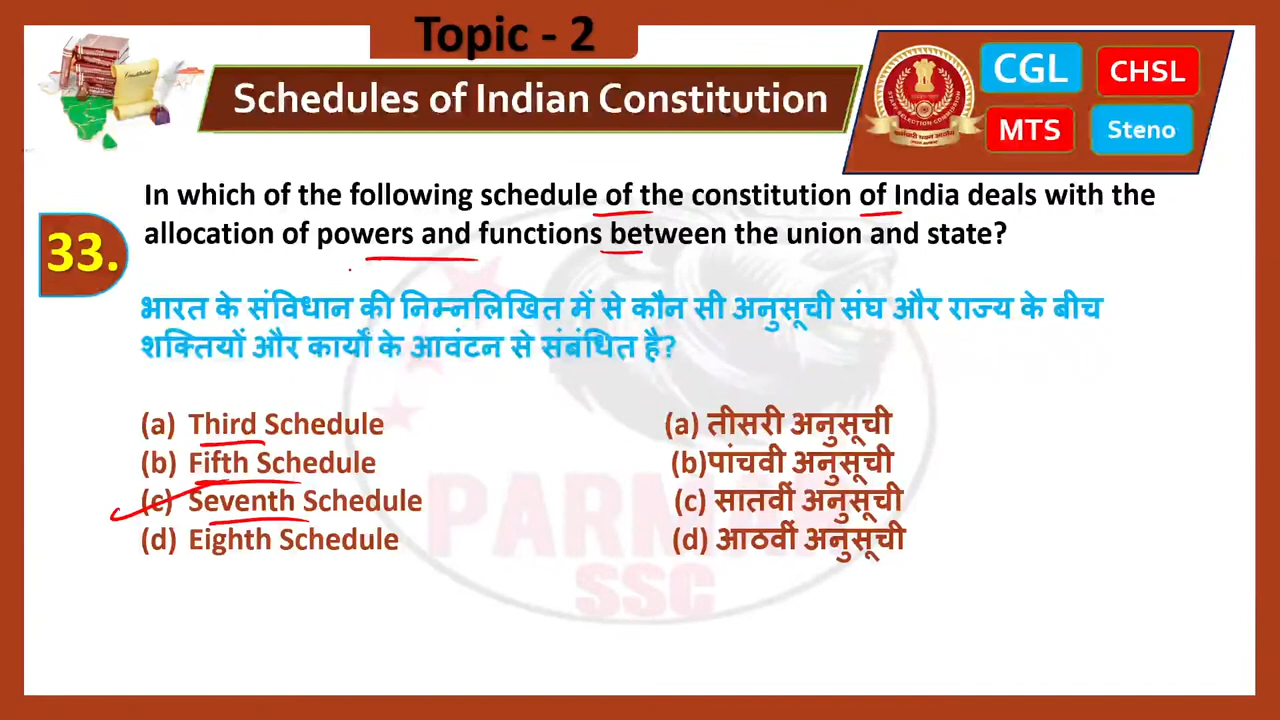 Topic - 2
Schedules of Indian Constitution
CGL
CHSL
MTS
Steno
33.
In which of the following schedule of the constitution of India deals with the
allocation of powers and functions between the union and state?
भारत के संविधान की निम्नलिखित में से कौन सी अनुसूची संघ और राज्य के बीच
शक्तियों और कार्यों के आवंटन से संबंधित है?
(a) Third Schedule
(b) Fifth Schedule
(c) Seventh Schedule
(d) Eighth Schedule
(a) तीसरी अनुसूची
(b)पांचवी अनुसूची
(c) सातवीं अनुसूची
(d) आठवीं अनुसूची
PARMAR
SSC